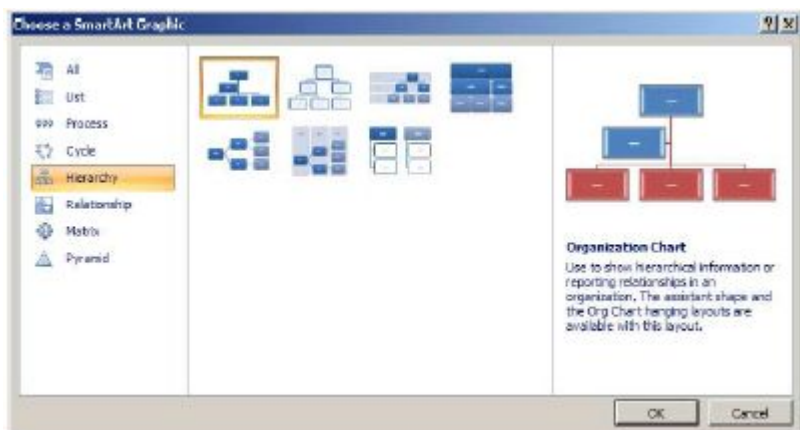 Choose a SmartArt Graphic
All
List
Process
Cycle
Hierarchy
Relationship
Matrix
Pyramid
Organization Chart
Use to show hierarchical information or
reporting relationships in an
organization. The assistant shape and
the Org Chart hanging layouts are
available with this layout.
OK
Cancel